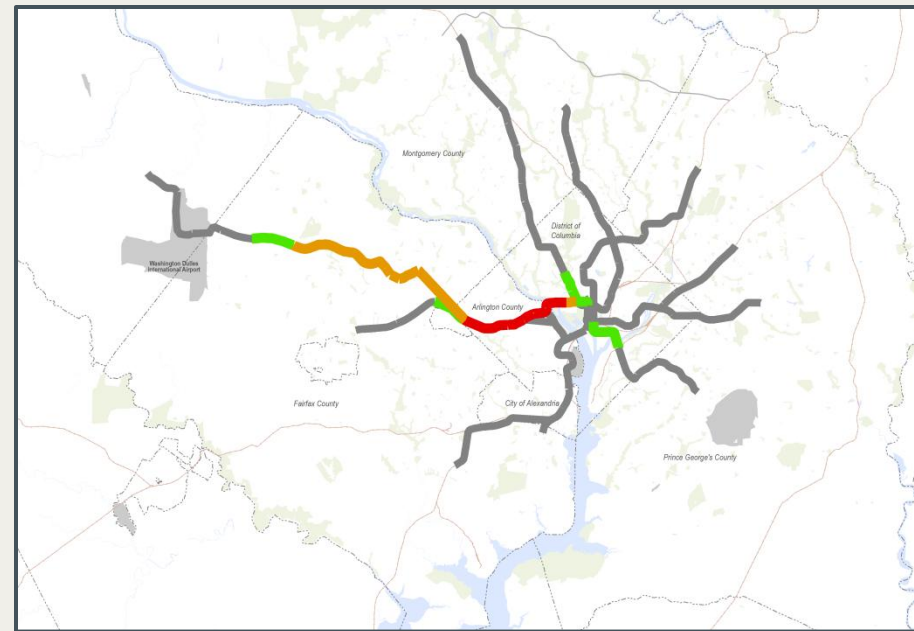 Montgomery County
District of
Columbia
Washington Dulles
International Airport
Arlington County
Fairfax County
City of Alexandria
Prince George's County